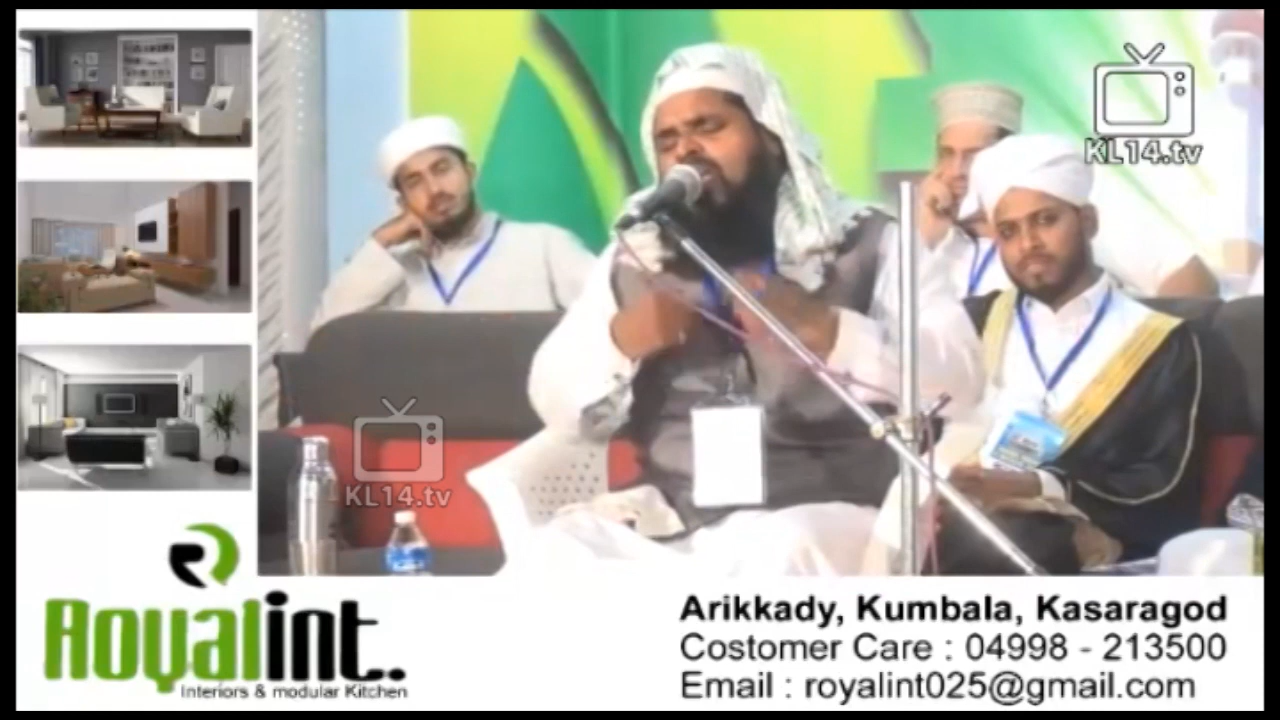 KL14.tv
KL14.tv
Royalint.
Interiors & modular Kitchen
Arikkady, Kumbala, Kasaragod
Costomer Care : 04998 - 213500
Email : royalint025@gmail.com